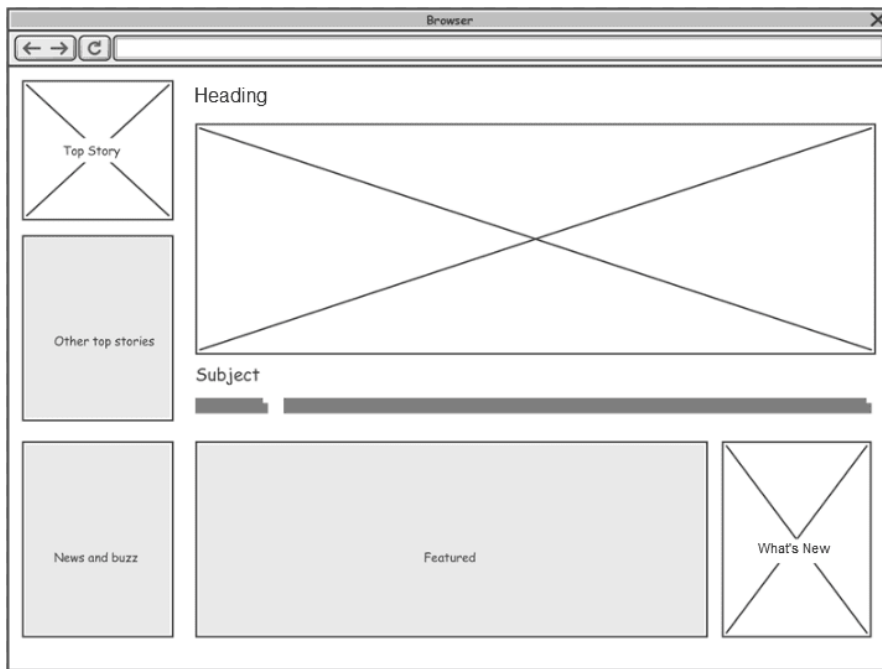 Browser
Heading
Top Story
Other top stories
Subject
News and buzz
Featured
What's New